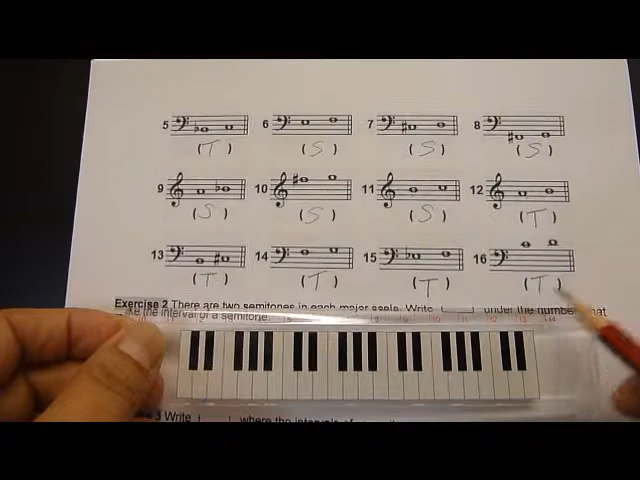 5 6 7 8
( T ) ( S ) ( S ) ( S )
9 10 11 12
( S ) ( S ) ( S ) ( T )
13 14 15 16
( T ) ( T ) ( T ) ( T )
Exercise 2 There are two semitones in each major scale. Write under the number that
the interval of a semitone.
3 Write where the intervals of